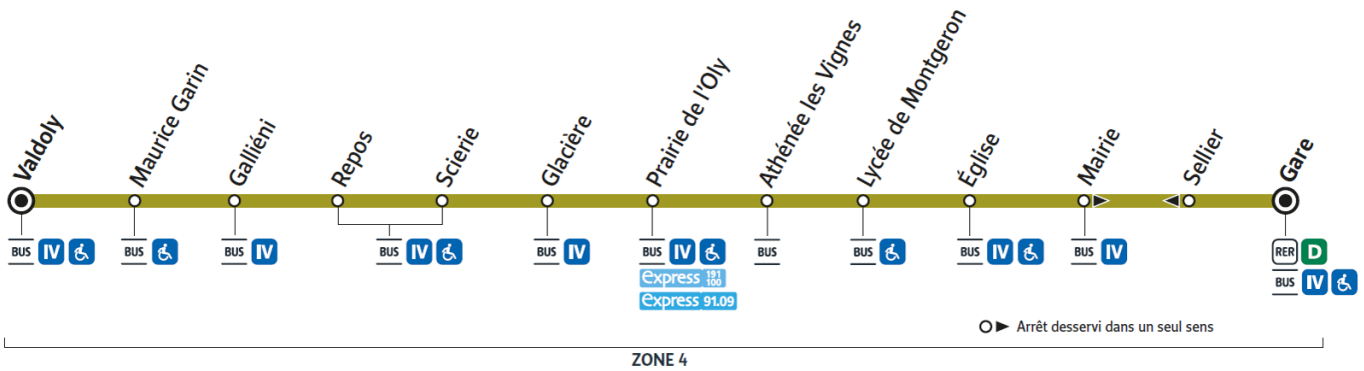 Valdoly
Maurice Garin
Galliéni
Repos
Scierie
Glacière
Prairie de l'Oly
Athénée les Vignes
Lycée de Montgeron
Église
Mairie
Sellier
Gare
BUS IV
BUS
BUS IV
BUS IV
BUS IV
BUS IV
express 191 100
express 91.09
BUS
BUS
BUS IV
BUS IV
RER D
BUS IV
Arrêt desservi dans un seul sens
ZONE 4